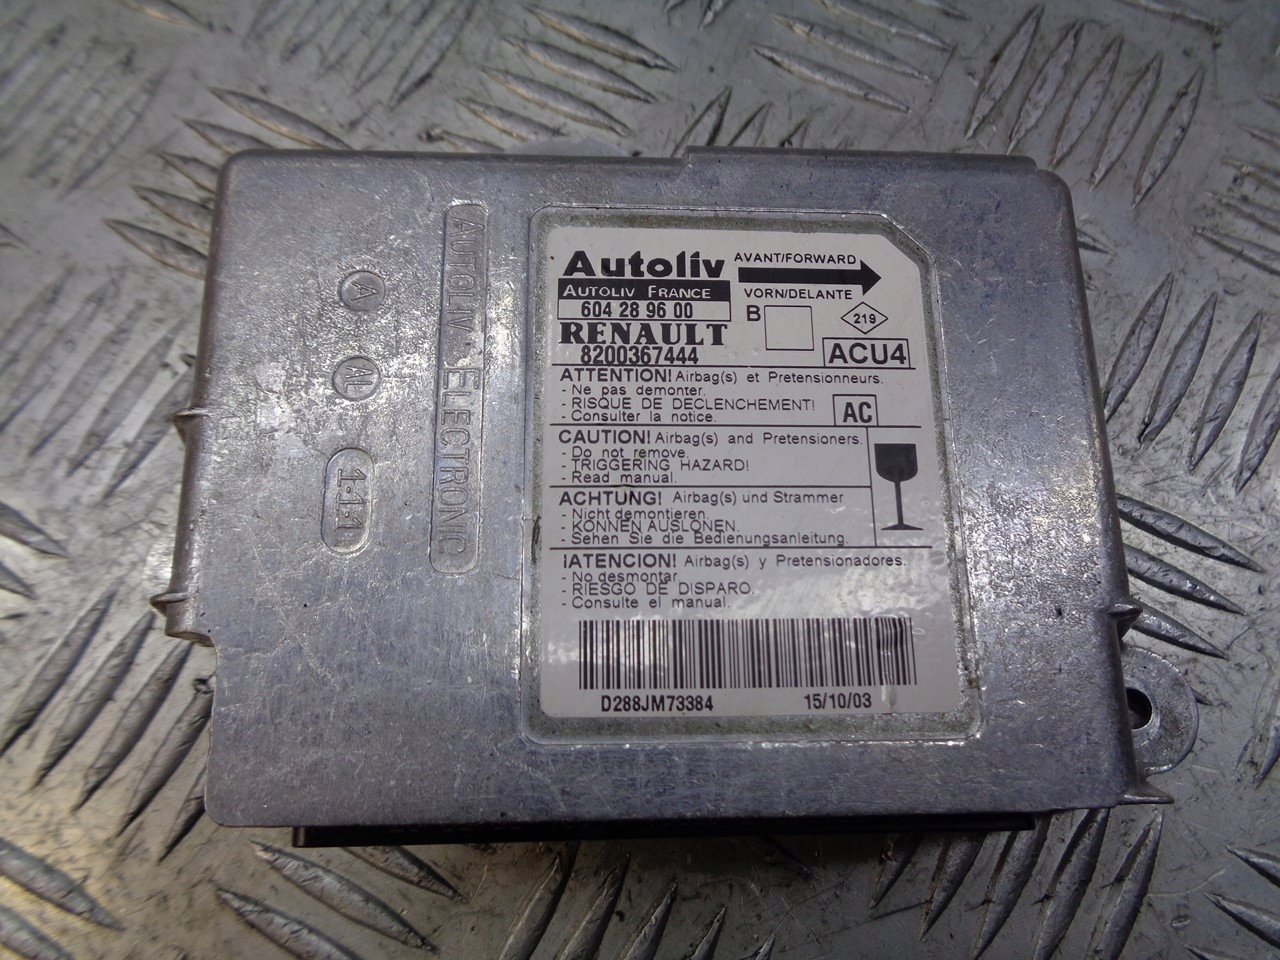 A
AL
1-1-1
AUTOLIV ELECTRONIC
Autoliv
AUTOLIV FRANCE
604 28 96 00
RENAULT
8200367444
AVANT/FORWARD
VORN/DELANTE
B
219
ACU4
ATTENTION! Airbag(s) et Pretensionneurs.
- Ne pas demonter.
- RISQUE DE DECLENCHEMENT!
- Consulter la notice.
AC
CAUTION! Airbag(s) and Pretensioners.
- Do not remove.
- TRIGGERING HAZARD!
- Read manual.
ACHTUNG! Airbag(s) und Strammer
- Nicht demontieren.
- KONNEN AUSLONEN.
- Sehen Sie die Bedienungsanleitung.
¡ATENCION! Airbag(s) y Pretensionadores.
- No desmontar.
- RIESGO DE DISPARO.
- Consulte el manual.
D288JM73384 15/10/03